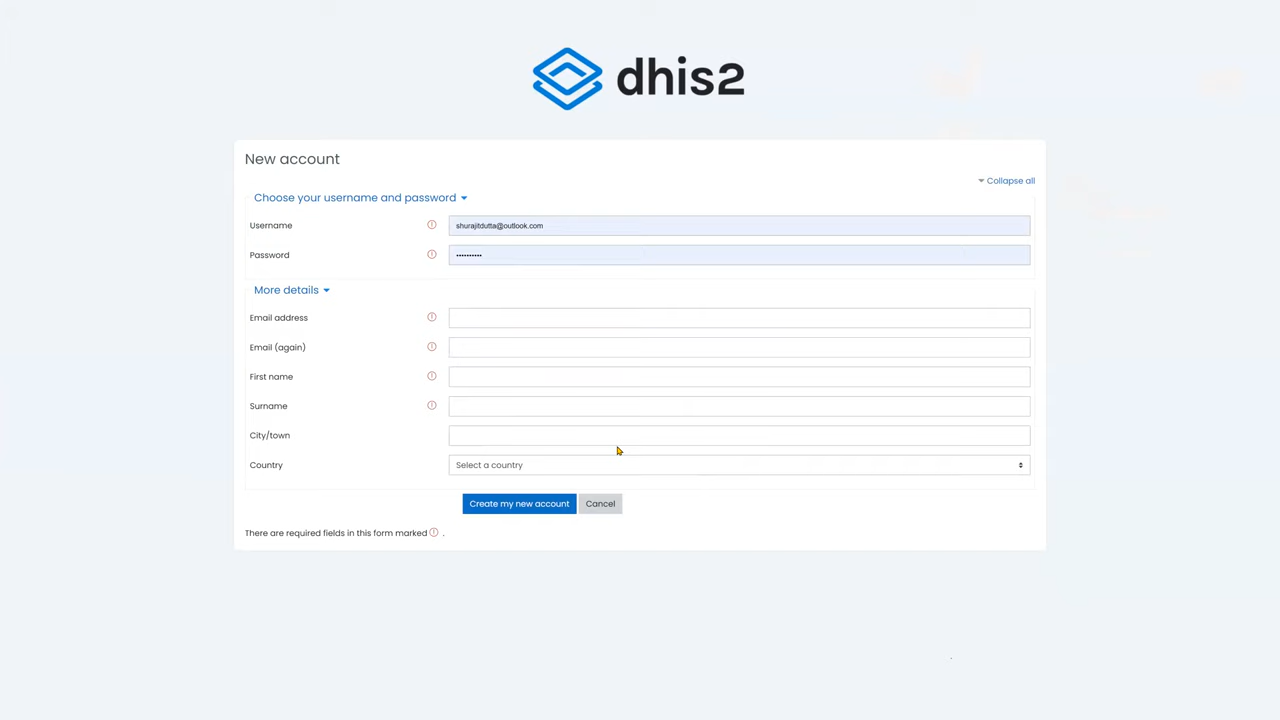 dhis2
New account
Collapse all
Choose your username and password
Username
shurajitdutta@outlook.com
Password
••••••••••
More details
Email address
Email (again)
First name
Surname
City/town
Country
Select a country
Create my new account
Cancel
There are required fields in this form marked .